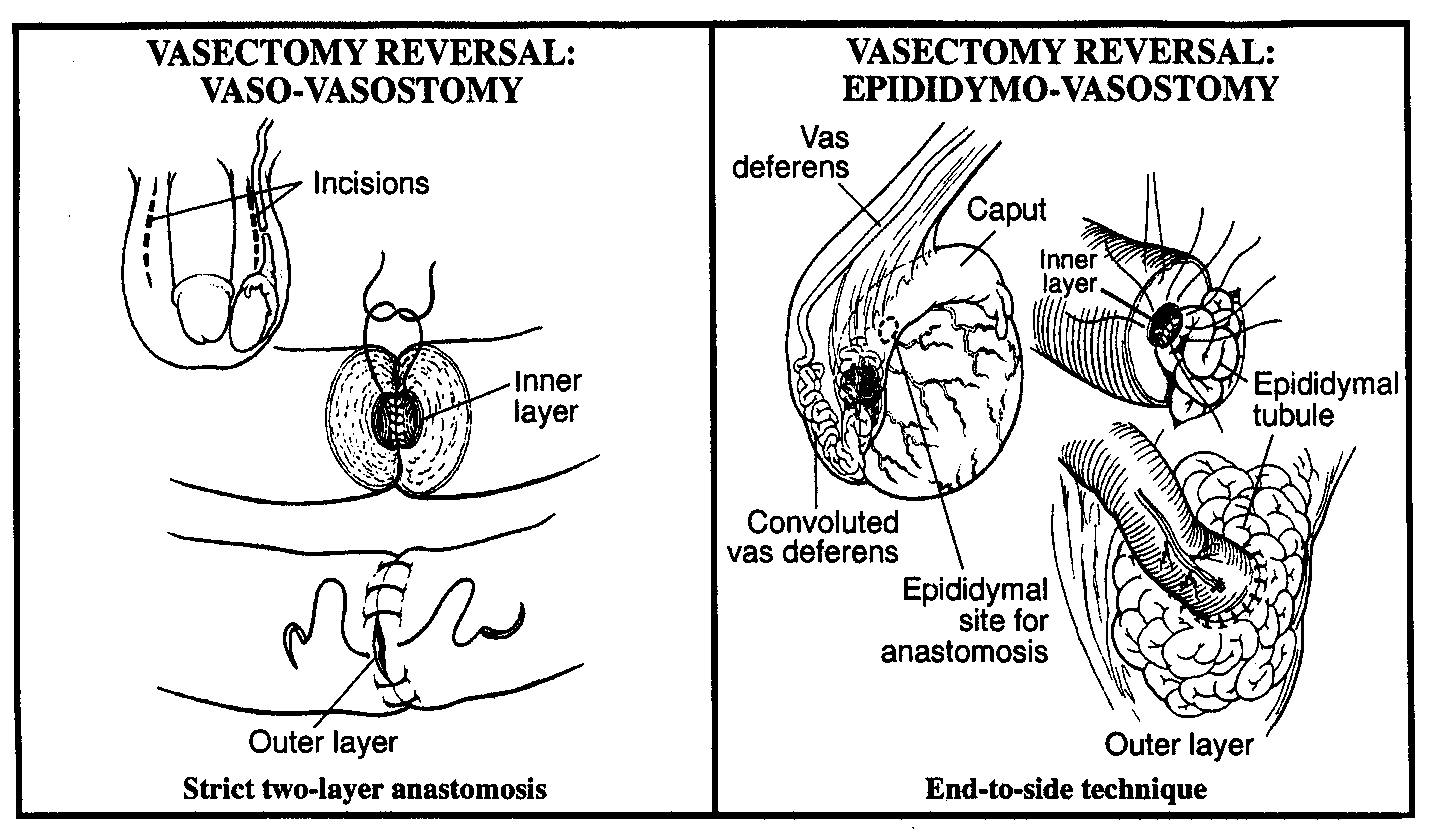 VASECTOMY REVERSAL:
VASO-VASOSTOMY
Incisions
Inner
layer
Outer layer
Strict two-layer anastomosis
VASECTOMY REVERSAL:
EPIDIDYMO-VASOSTOMY
Vas
deferens
Caput
Inner
layer
Epididymal
tubule
Convoluted
vas deferens
Epididymal
site for
anastomosis
Outer layer
End-to-side technique